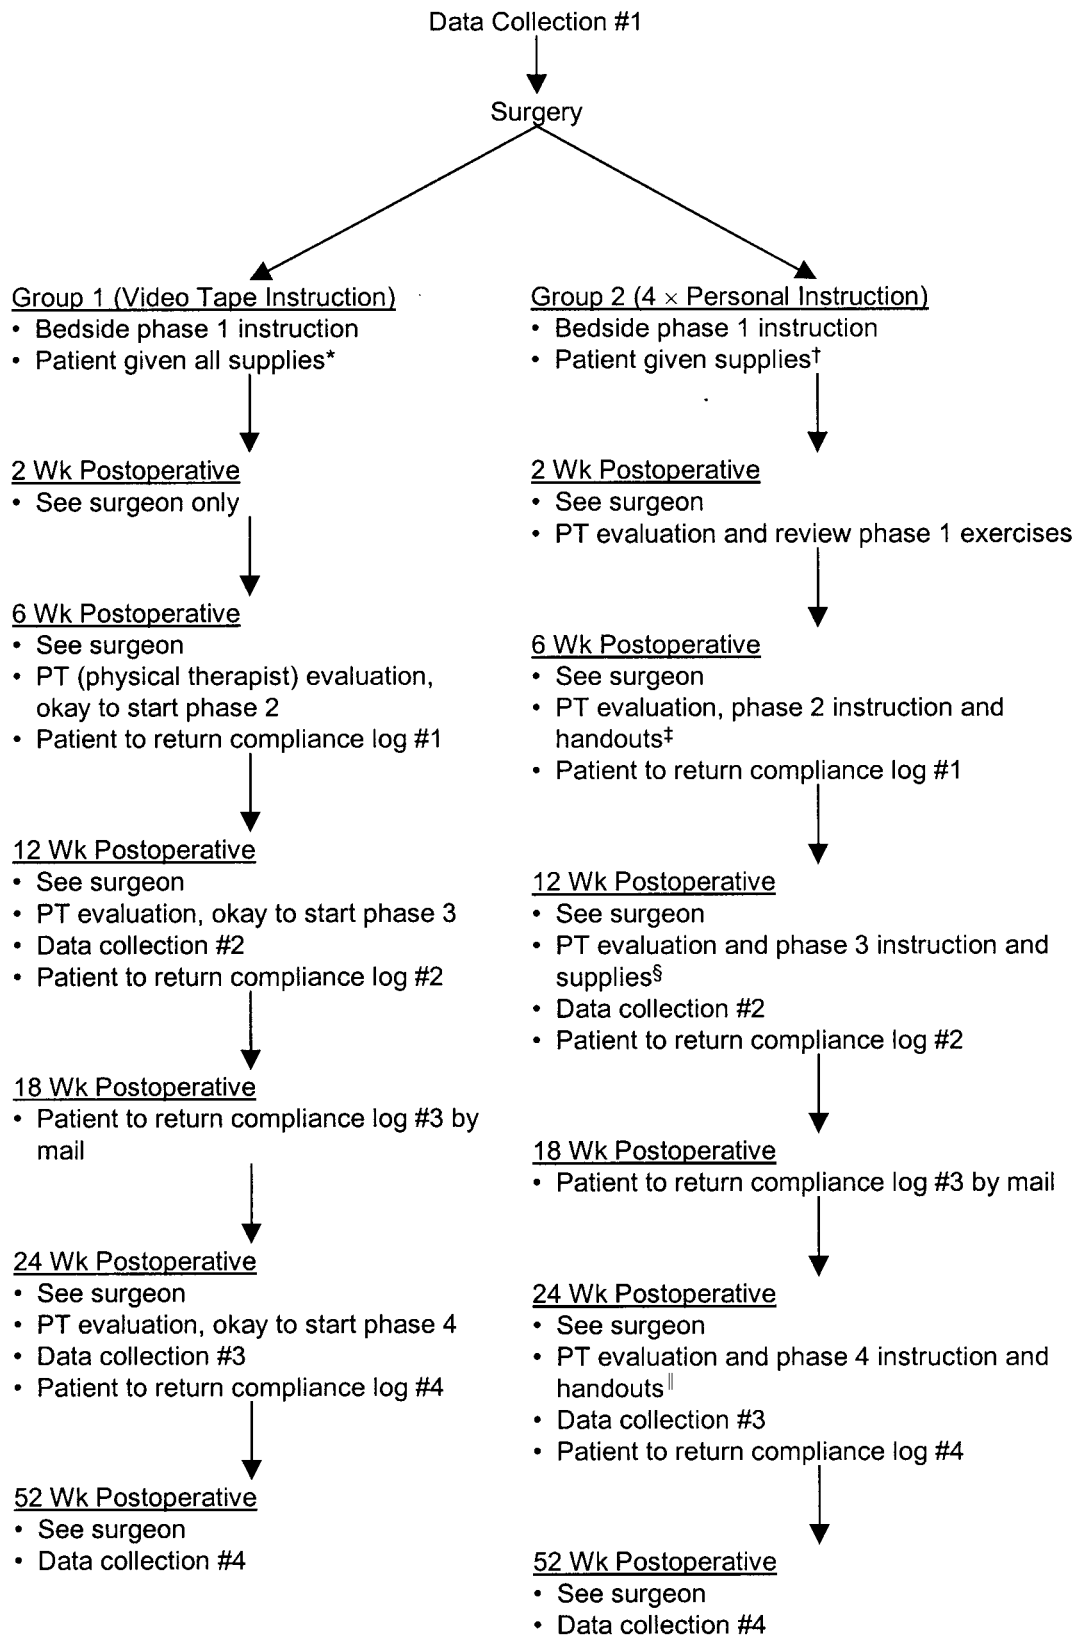 Data Collection #1
Surgery
Group 1 (Video Tape Instruction)
• Bedside phase 1 instruction
• Patient given all supplies*
2 Wk Postoperative
• See surgeon only
6 Wk Postoperative
• See surgeon
• PT (physical therapist) evaluation,
okay to start phase 2
• Patient to return compliance log #1
12 Wk Postoperative
• See surgeon
• PT evaluation, okay to start phase 3
• Data collection #2
• Patient to return compliance log #2
18 Wk Postoperative
• Patient to return compliance log #3 by
mail
24 Wk Postoperative
• See surgeon
• PT evaluation, okay to start phase 4
• Data collection #3
• Patient to return compliance log #4
52 Wk Postoperative
• See surgeon
• Data collection #4
Group 2 (4 × Personal Instruction)
• Bedside phase 1 instruction
• Patient given supplies†
2 Wk Postoperative
• See surgeon
• PT evaluation and review phase 1 exercises
6 Wk Postoperative
• See surgeon
• PT evaluation, phase 2 instruction and
handouts‡
• Patient to return compliance log #1
12 Wk Postoperative
• See surgeon
• PT evaluation and phase 3 instruction and
supplies§
• Data collection #2
• Patient to return compliance log #2
18 Wk Postoperative
• Patient to return compliance log #3 by mail
24 Wk Postoperative
• See surgeon
• PT evaluation and phase 4 instruction and
handouts‖
• Data collection #3
• Patient to return compliance log #4
52 Wk Postoperative
• See surgeon
• Data collection #4